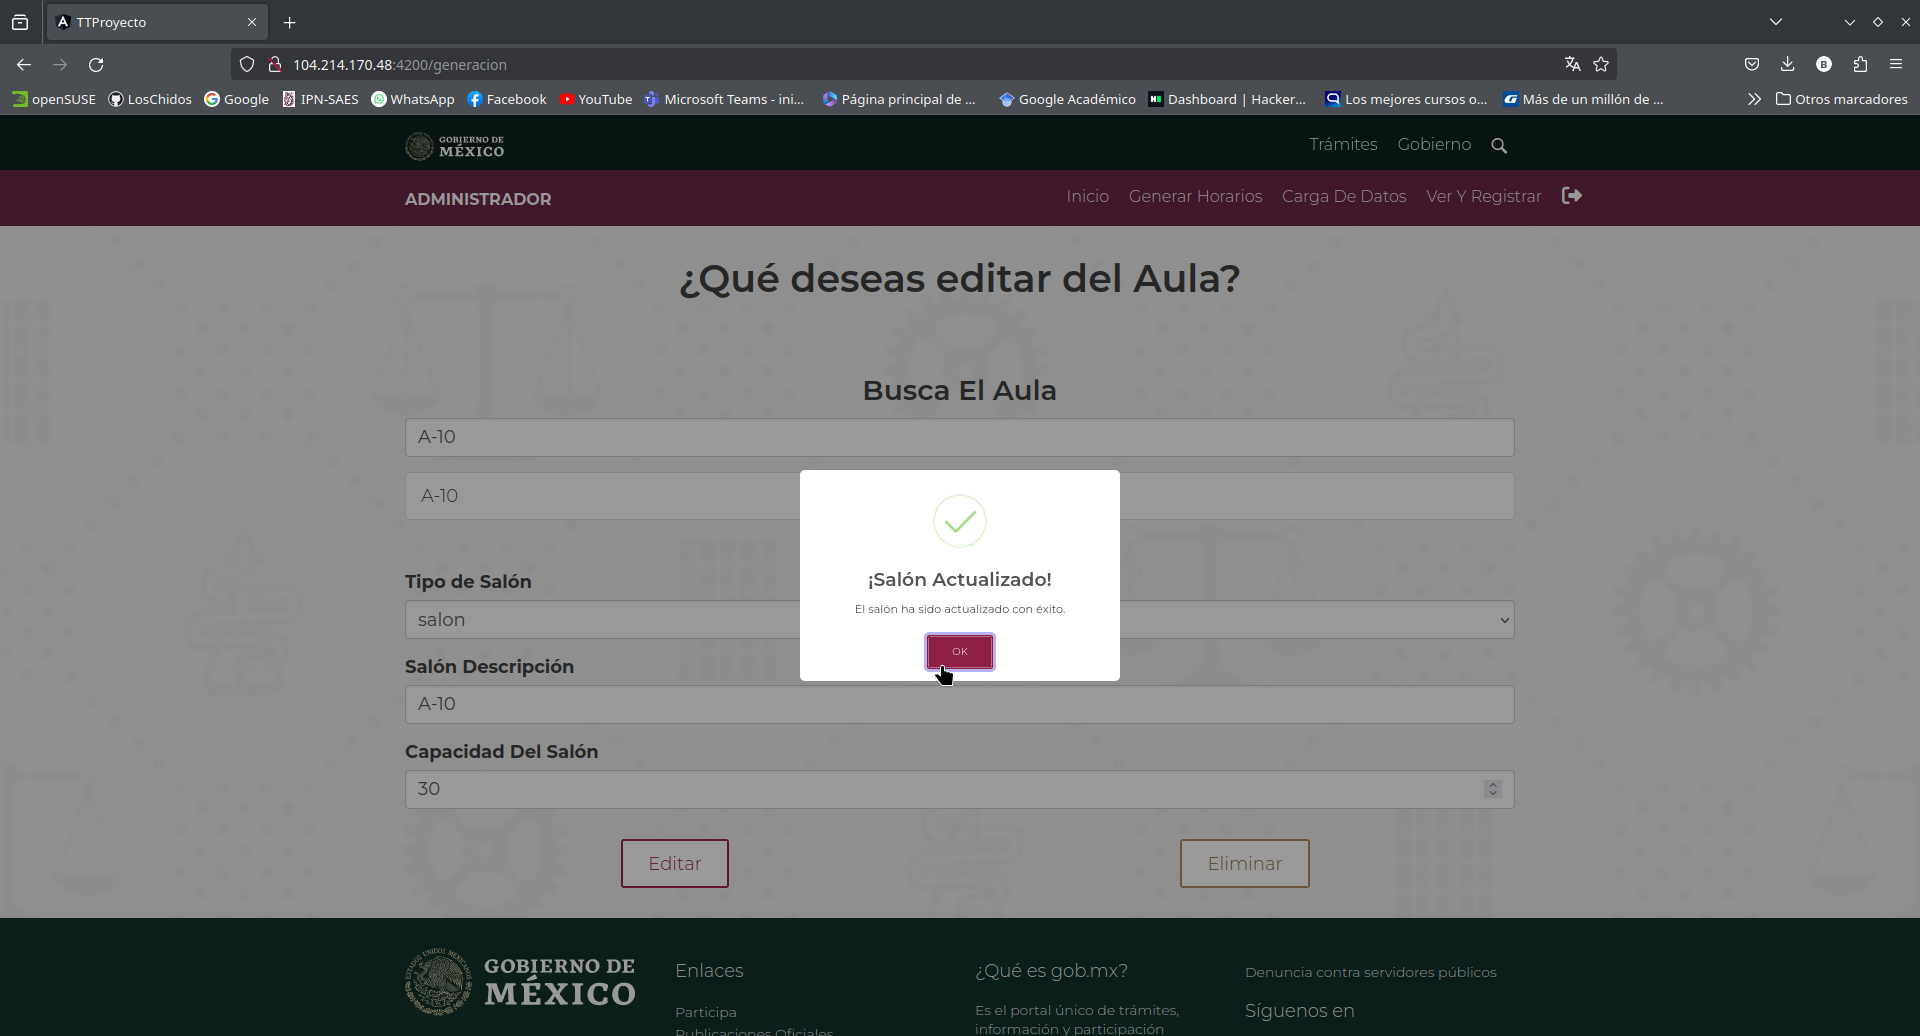 TTProyecto
104.214.170.48:4200/generacion
openSUSE LosChidos Google IPN-SAES WhatsApp Facebook YouTube Microsoft Teams - ini... Página principal de ... Google Académico Dashboard | Hacker... Los mejores cursos o... Más de un millón de ... Otros marcadores
GOBIERNO DE
MÉXICO
Trámites Gobierno
ADMINISTRADOR
Inicio Generar Horarios Carga De Datos Ver Y Registrar
¿Qué deseas editar del Aula?
Busca El Aula
A-10
A-10
¡Salón Actualizado!
El salón ha sido actualizado con éxito.
OK
Tipo de Salón
salon
Salón Descripción
A-10
Capacidad Del Salón
30
Editar Eliminar
GOBIERNO DE
MÉXICO
Enlaces
Participa
Publicaciones Oficiales
¿Qué es gob.mx?
Es el portal único de trámites,
información y participación
Denuncia contra servidores públicos
Síguenos en